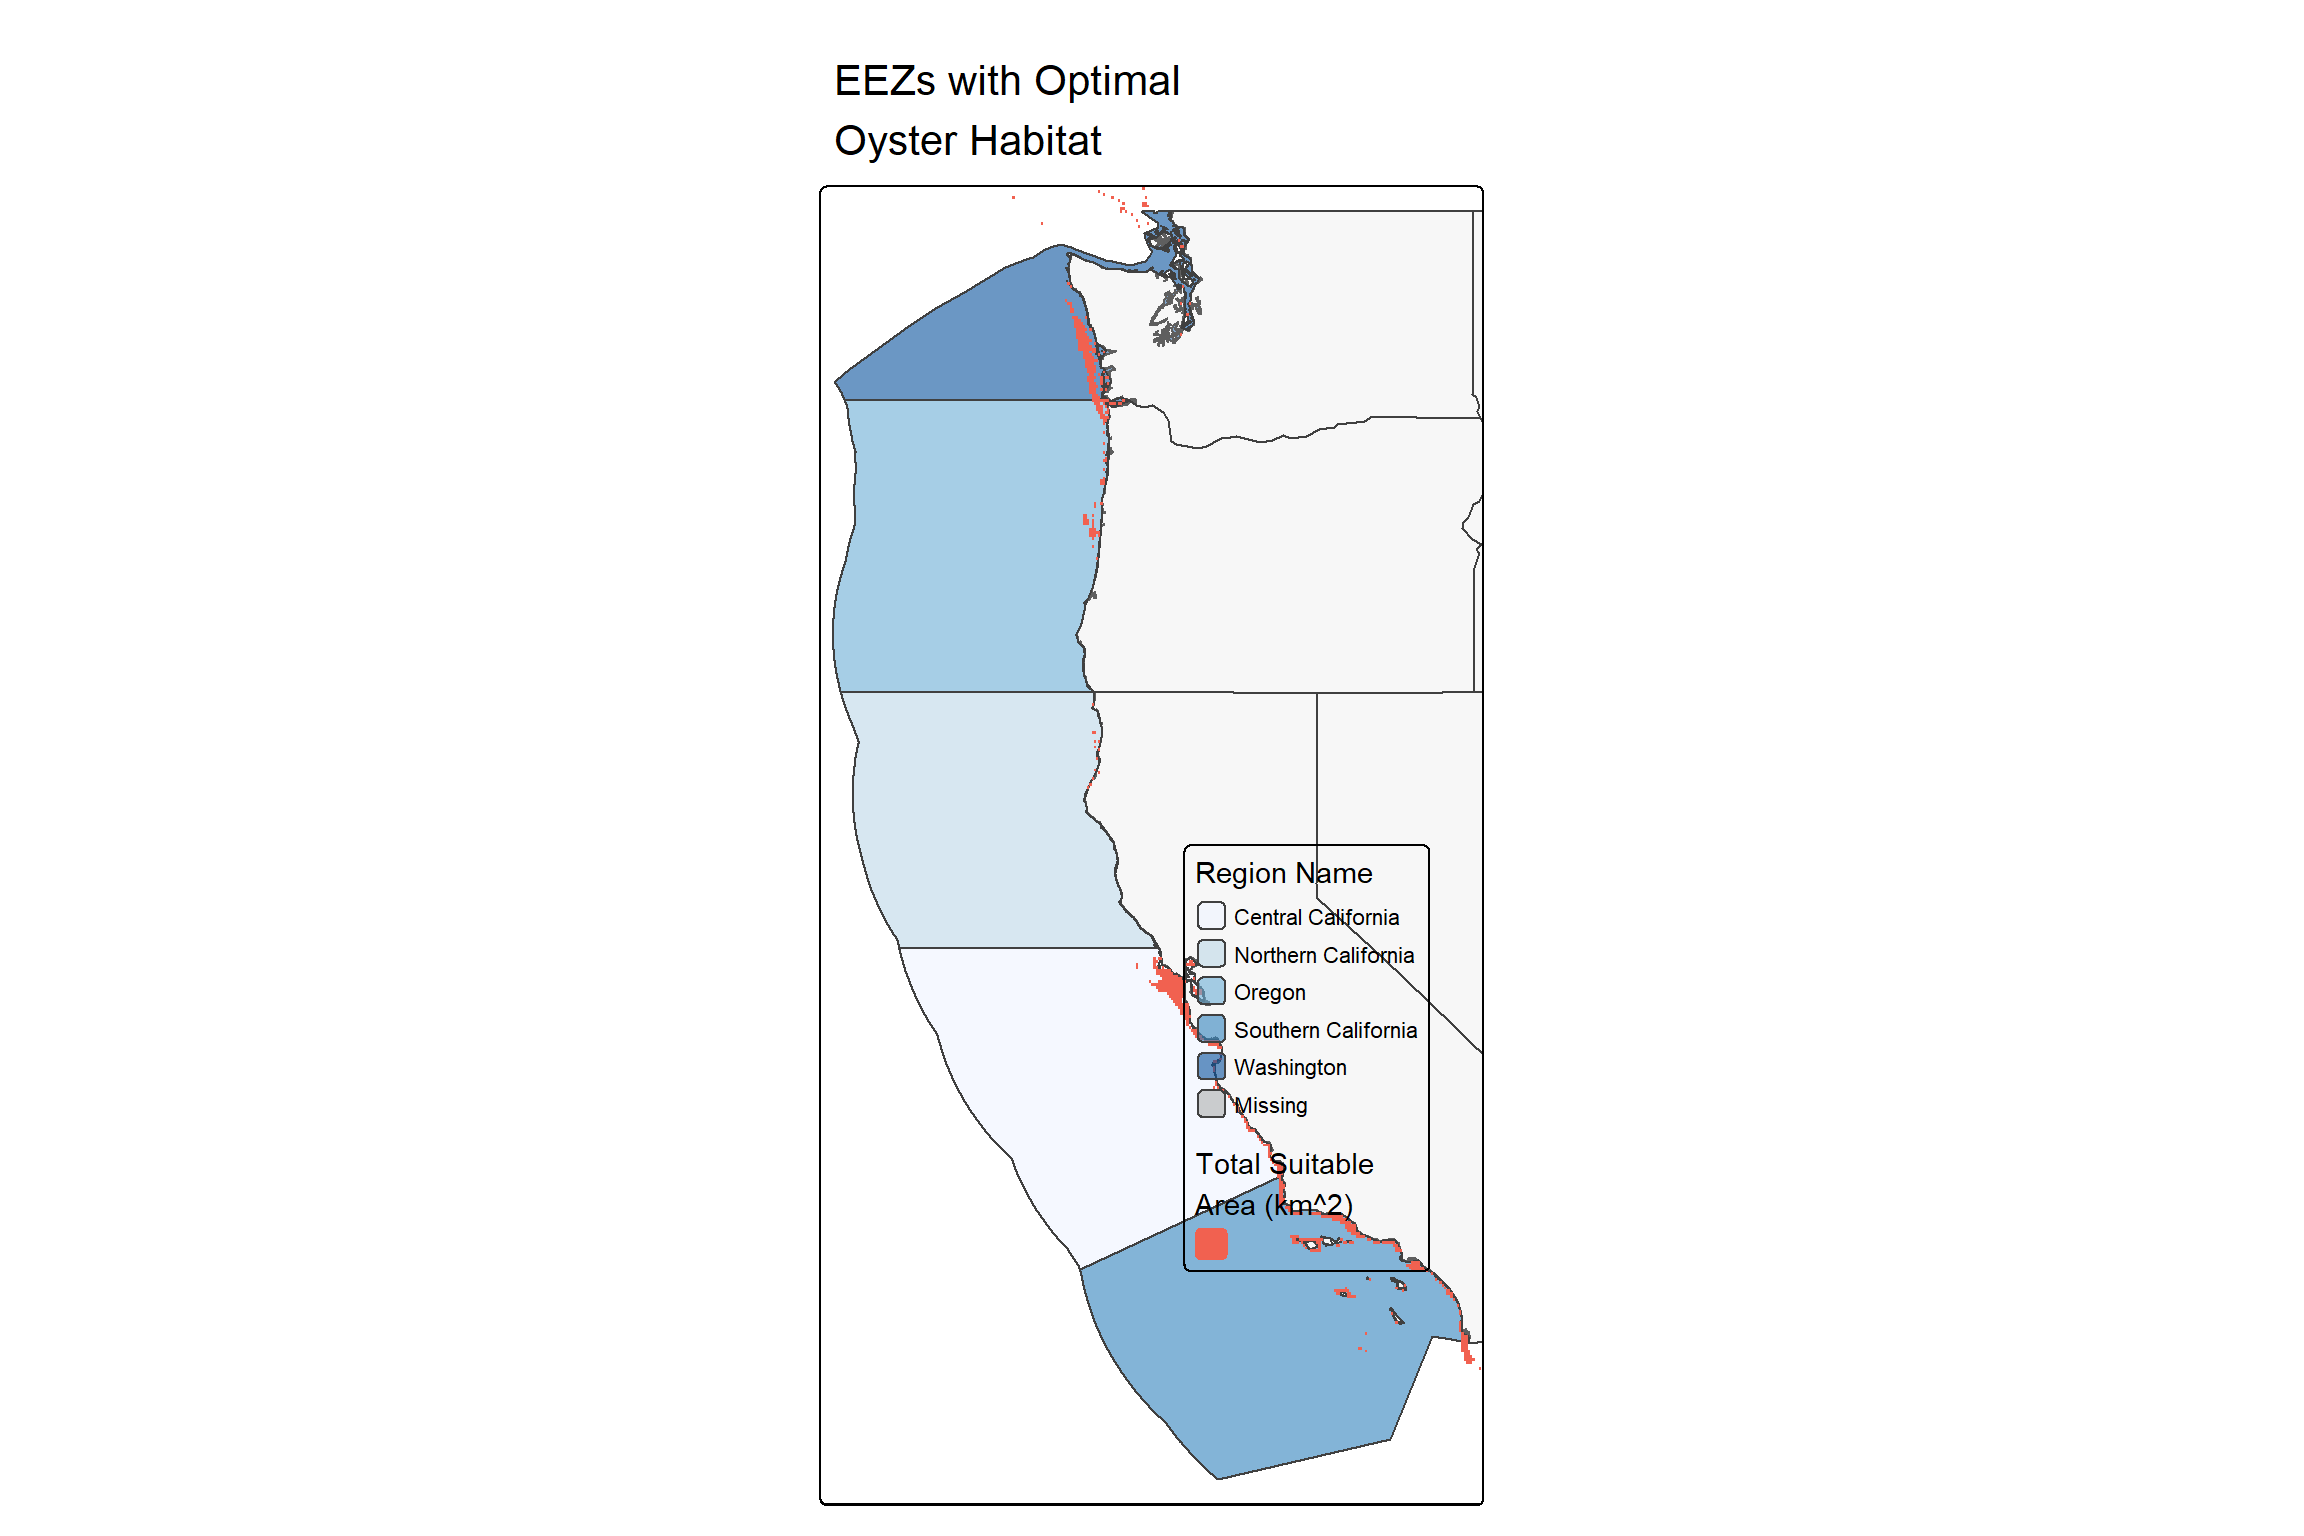 EEZs with Optimal
Oyster Habitat
Region Name
Central California
Northern California
Oregon
Southern California
Washington
Missing
Total Suitable
Area (km^2)